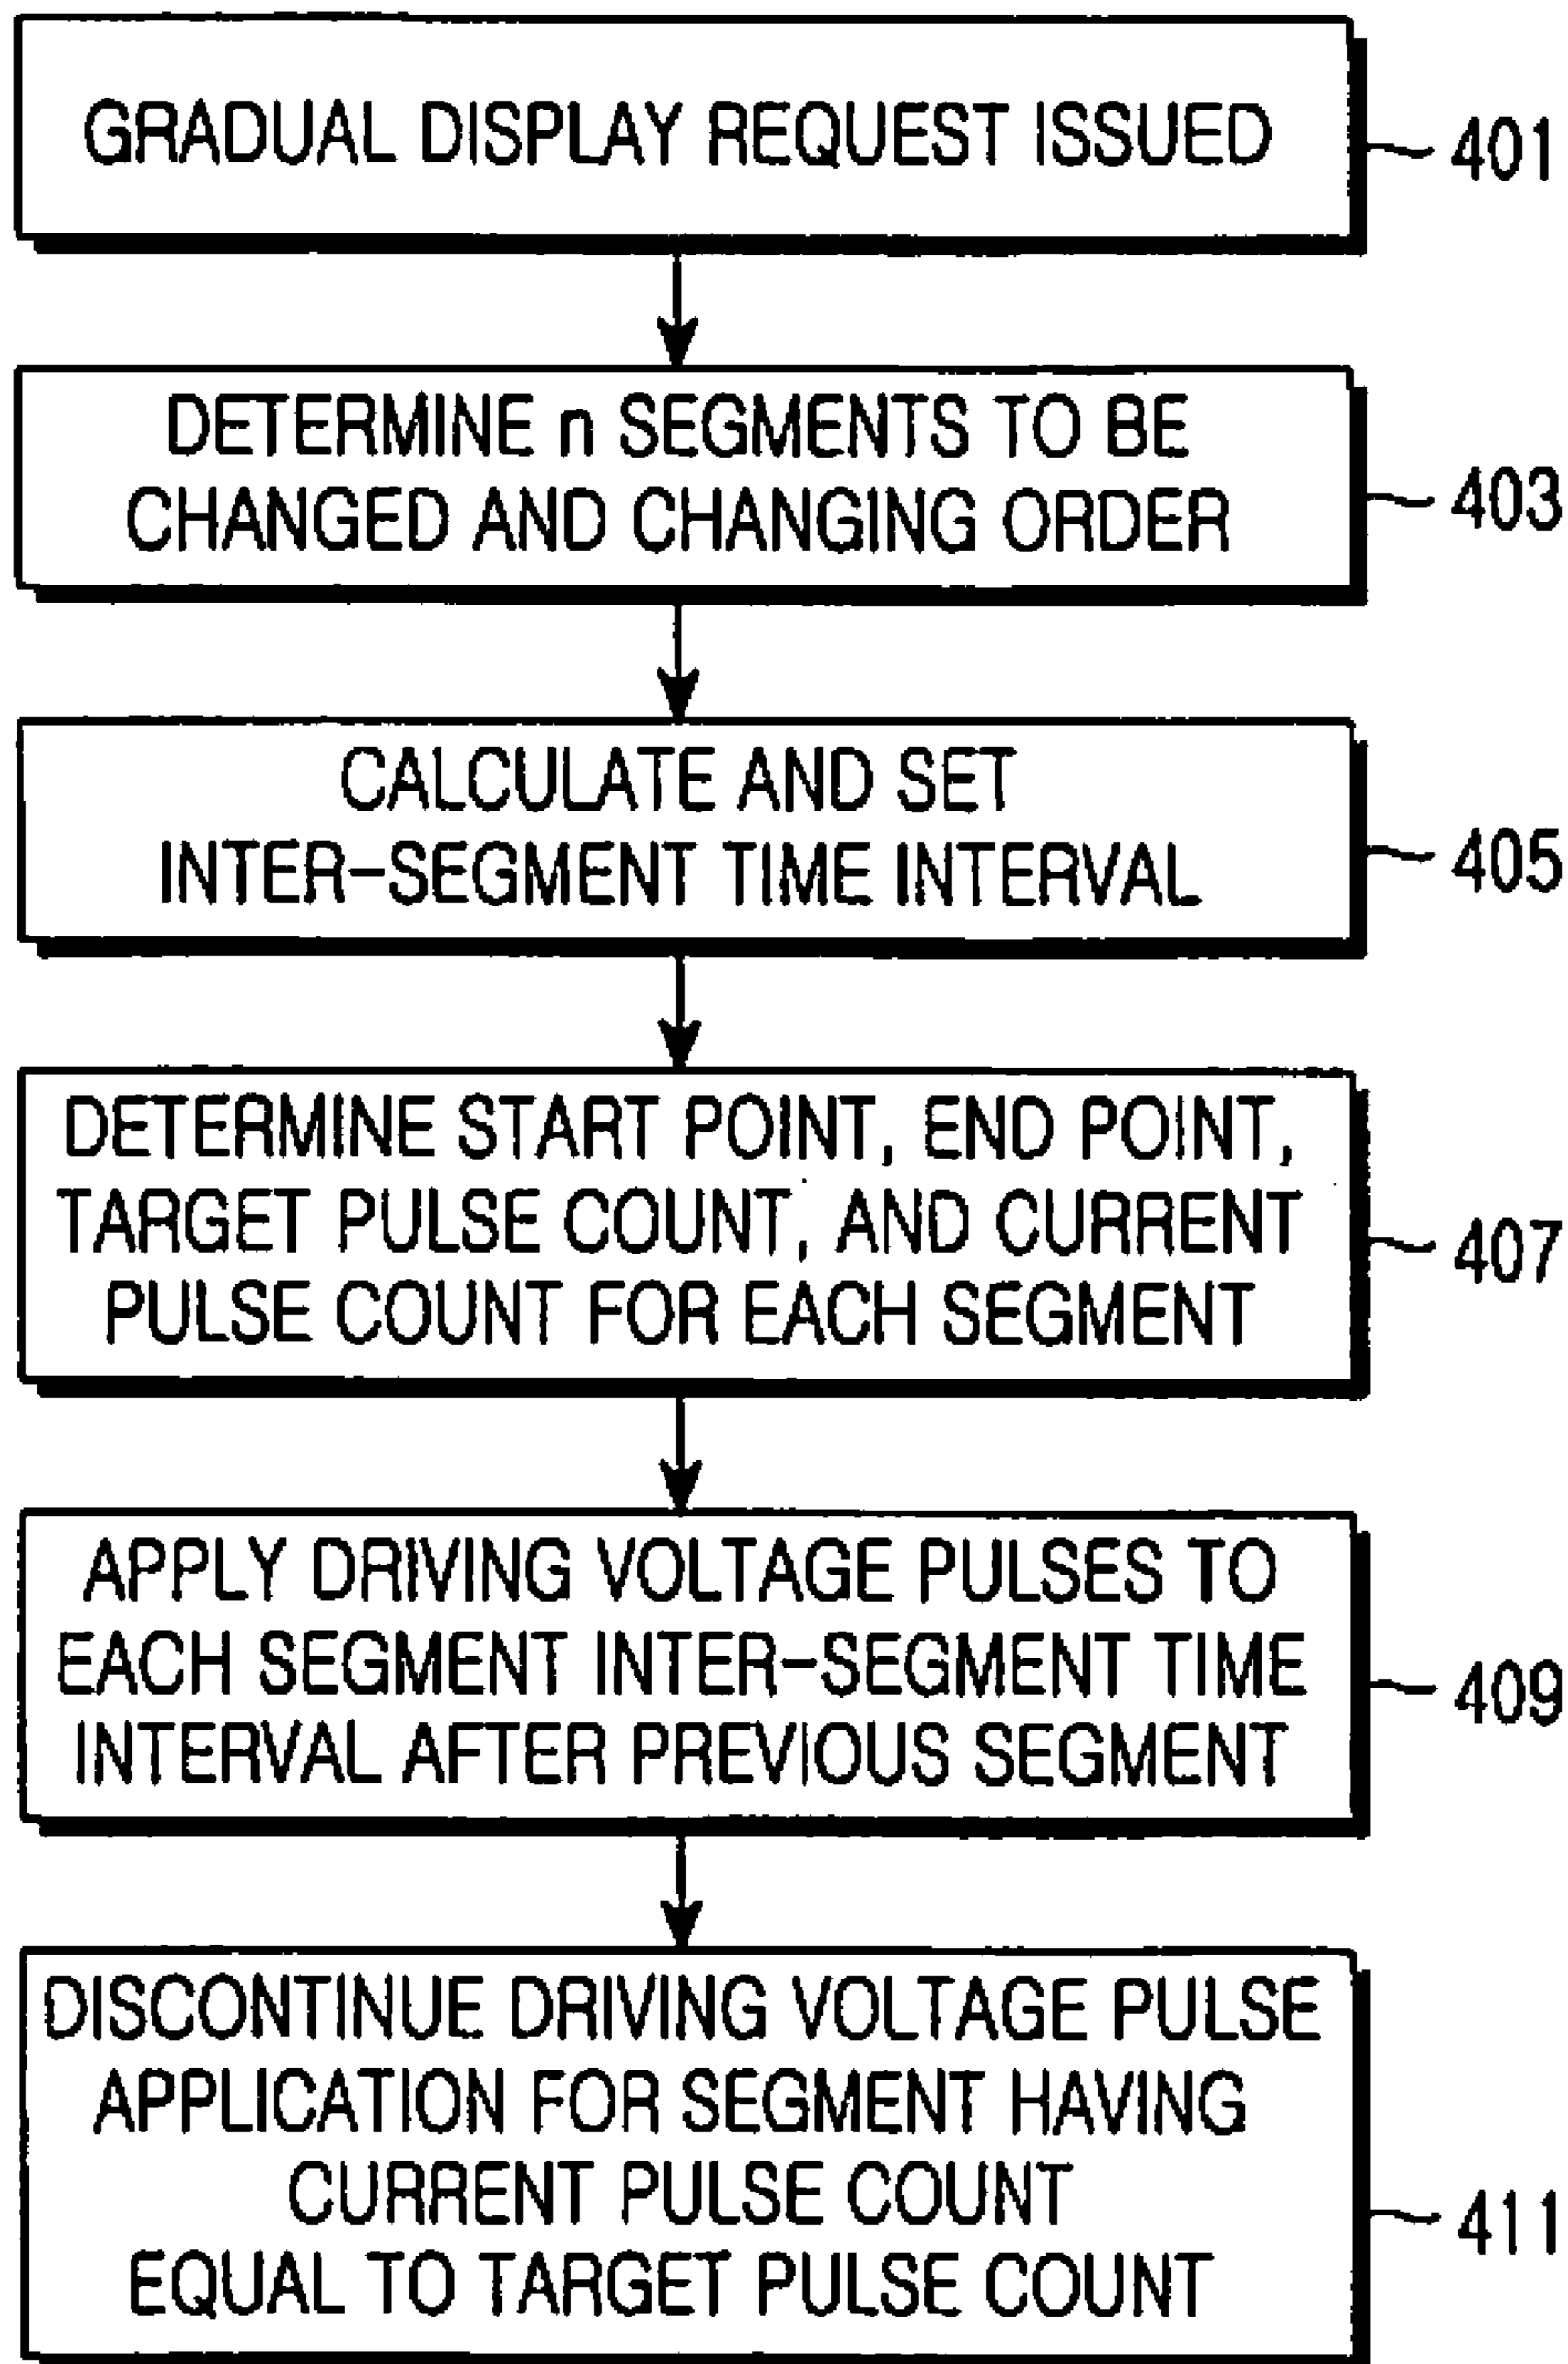 GRADUAL DISPLAY REQUEST ISSUED
401
DETERMINE n SEGMENTS TO BE
CHANGED AND CHANGING ORDER
403
CALCULATE AND SET
INTER-SEGMENT TIME INTERVAL
405
DETERMINE START POINT, END POINT,
TARGET PULSE COUNT, AND CURRENT
PULSE COUNT FOR EACH SEGMENT
407
APPLY DRIVING VOLTAGE PULSES TO
EACH SEGMENT INTER-SEGMENT TIME
INTERVAL AFTER PREVIOUS SEGMENT
409
DISCONTINUE DRIVING VOLTAGE PULSE
APPLICATION FOR SEGMENT HAVING
CURRENT PULSE COUNT
EQUAL TO TARGET PULSE COUNT
411